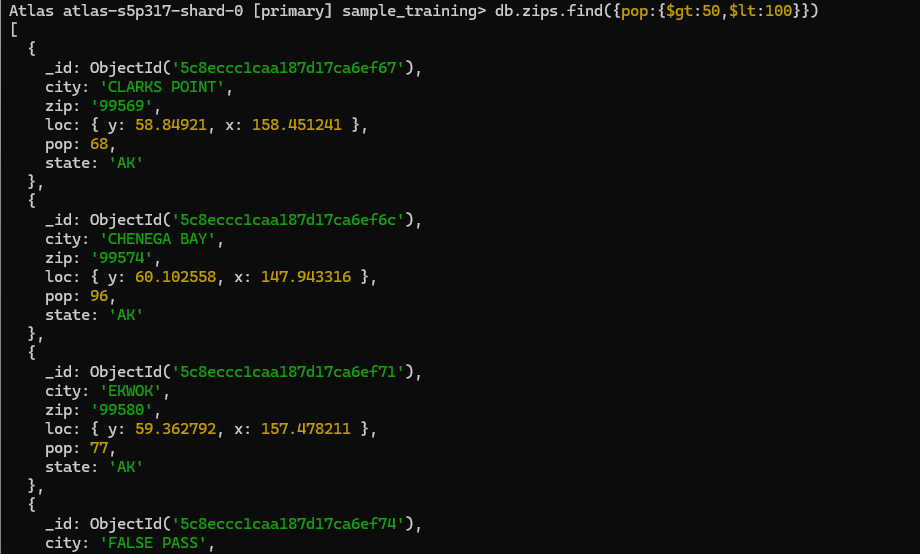 Atlas atlas-s5p317-shard-0 [primary] sample_training> db.zips.find({pop:{$gt:50,$lt:100}})
[
  {
    _id: ObjectId('5c8eccc1caa187d17ca6ef67'),
    city: 'CLARKS POINT',
    zip: '99569',
    loc: { y: 58.84921, x: 158.451241 },
    pop: 68,
    state: 'AK'
  },
  {
    _id: ObjectId('5c8eccc1caa187d17ca6ef6c'),
    city: 'CHENEGA BAY',
    zip: '99574',
    loc: { y: 60.102558, x: 147.943316 },
    pop: 96,
    state: 'AK'
  },
  {
    _id: ObjectId('5c8eccc1caa187d17ca6ef71'),
    city: 'EKWOK',
    zip: '99580',
    loc: { y: 59.362792, x: 157.478211 },
    pop: 77,
    state: 'AK'
  },
  {
    _id: ObjectId('5c8eccc1caa187d17ca6ef74'),
    city: 'FALSE PASS',